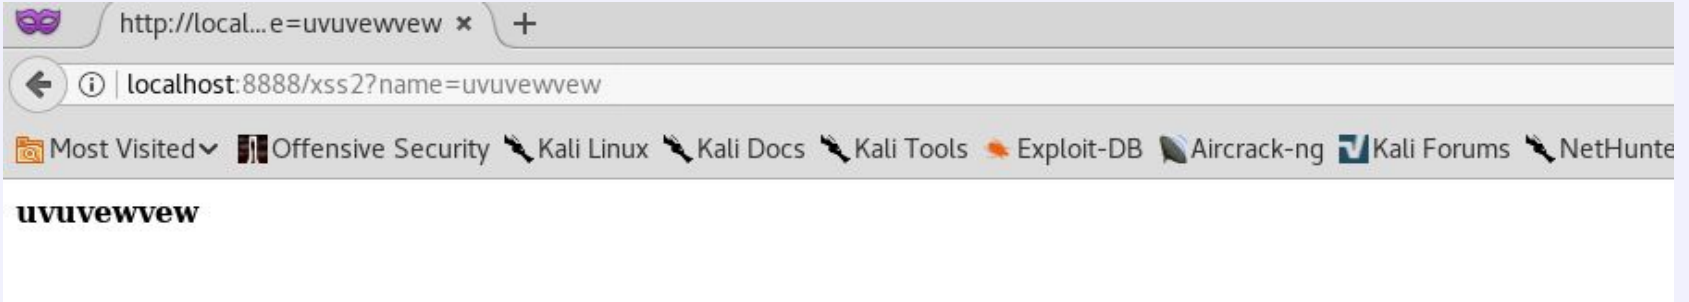 http://local...e=uvuvewvew × +
localhost:8888/xss2?name=uvuvewvew
Most Visited Offensive Security Kali Linux Kali Docs Kali Tools Exploit-DB Aircrack-ng Kali Forums NetHunte
uvuvewvew